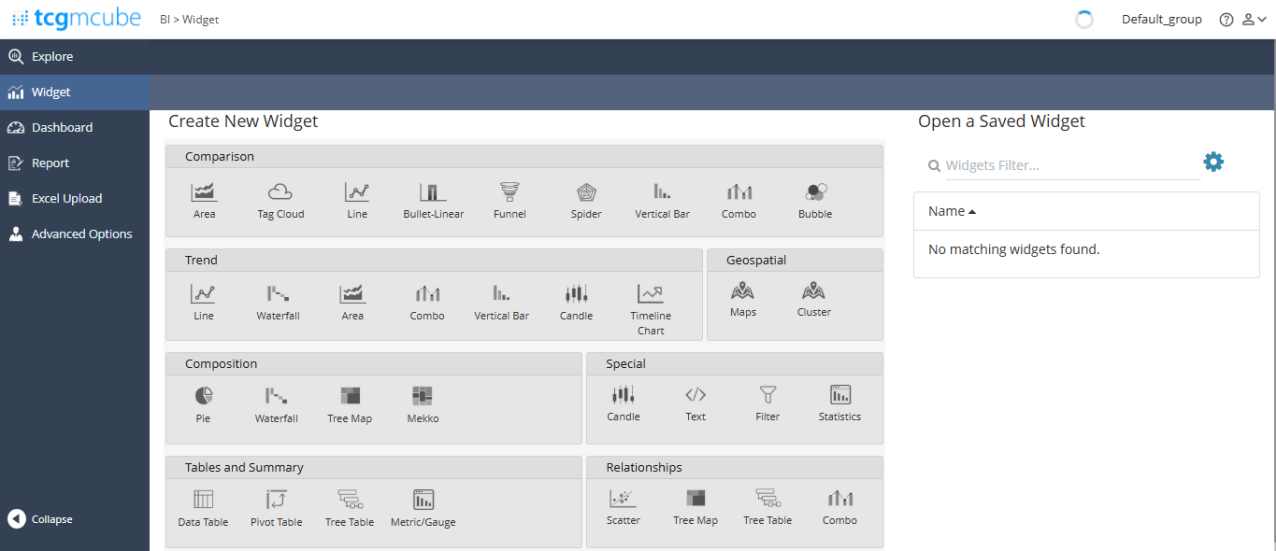 tcgmcube BI > Widget Default_group
Explore
Widget
Dashboard
Report
Excel Upload
Advanced Options
Collapse
Create New Widget
Comparison
Area Tag Cloud Line Bullet-Linear Funnel Spider Vertical Bar Combo Bubble
Trend
Line Waterfall Area Combo Vertical Bar Candle Timeline
Chart
Geospatial
Maps Cluster
Composition
Pie Waterfall Tree Map Mekko
Special
Candle Text Filter Statistics
Tables and Summary
Data Table Pivot Table Tree Table Metric/Gauge
Relationships
Scatter Tree Map Tree Table Combo
Open a Saved Widget
Widgets Filter...
Name
No matching widgets found.